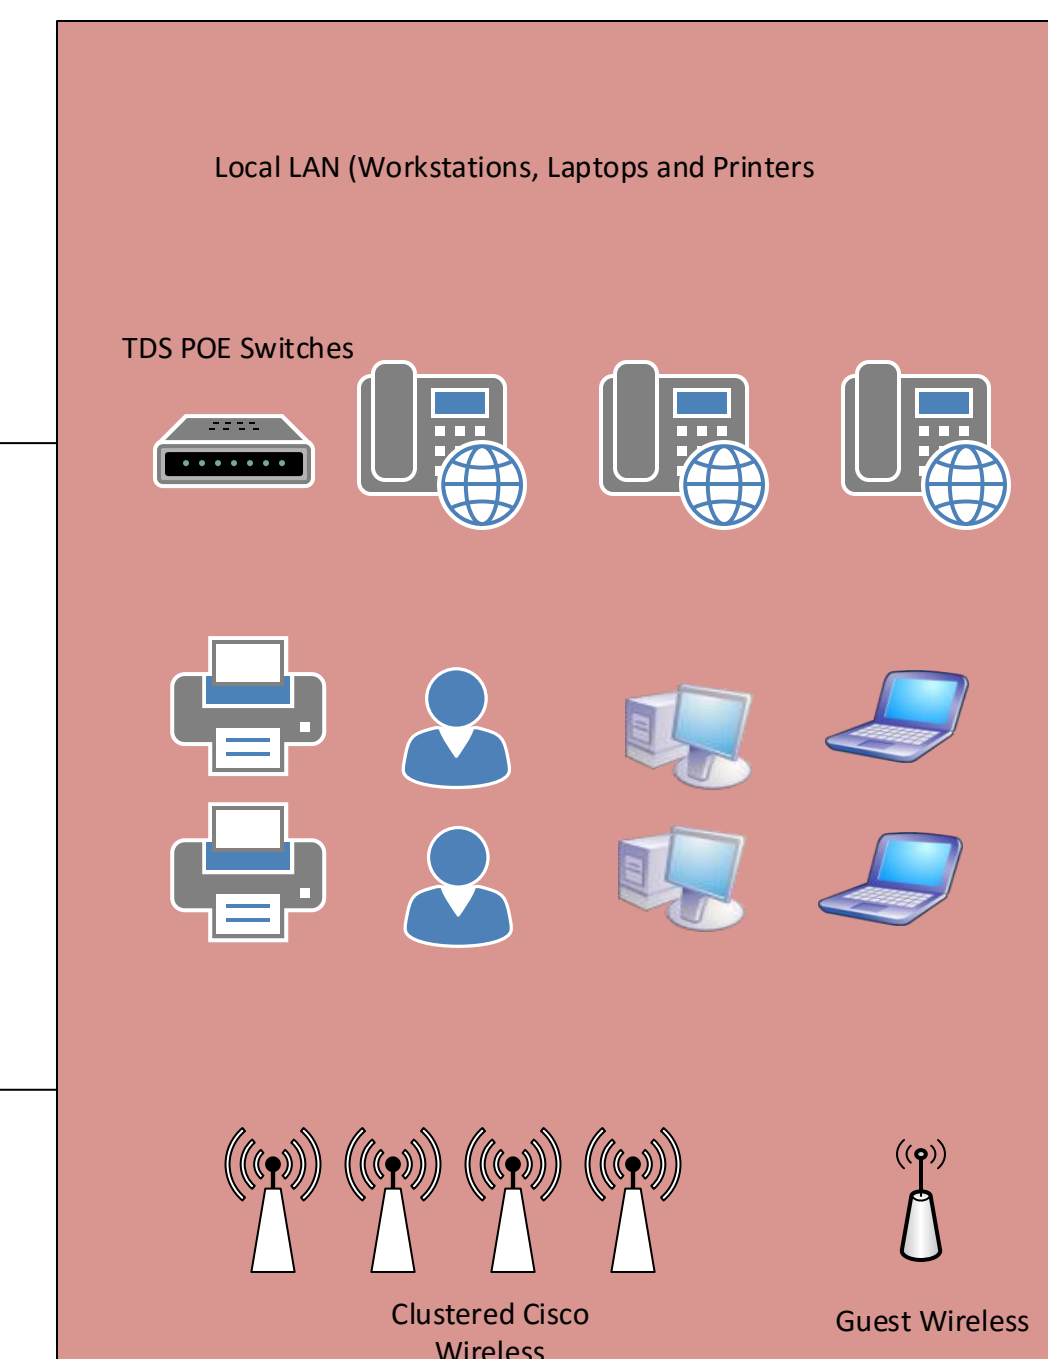 Local LAN (Workstations, Laptops and Printers
TDS POE Switches
Clustered Cisco
Wireless
Guest Wireless